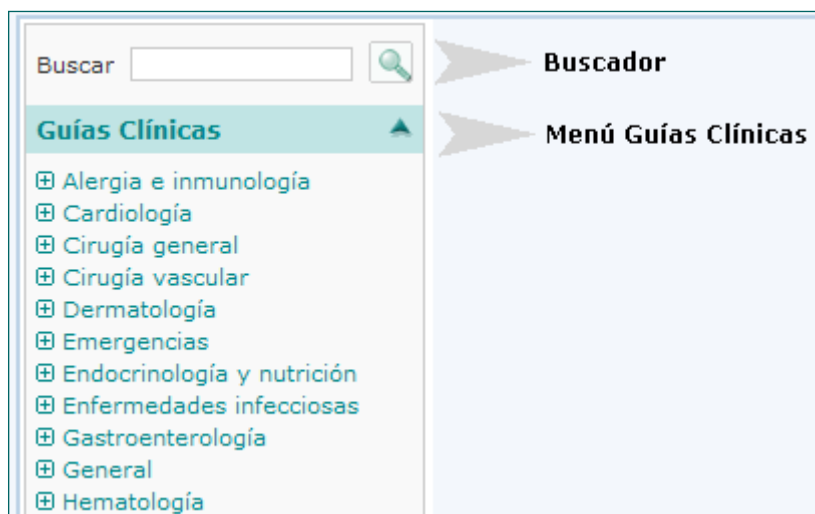 Buscar
Buscador
Guías Clínicas
Menú Guías Clínicas
Alergia e inmunología
Cardiología
Cirugía general
Cirugía vascular
Dermatología
Emergencias
Endocrinología y nutrición
Enfermedades infecciosas
Gastroenterología
General
Hematología